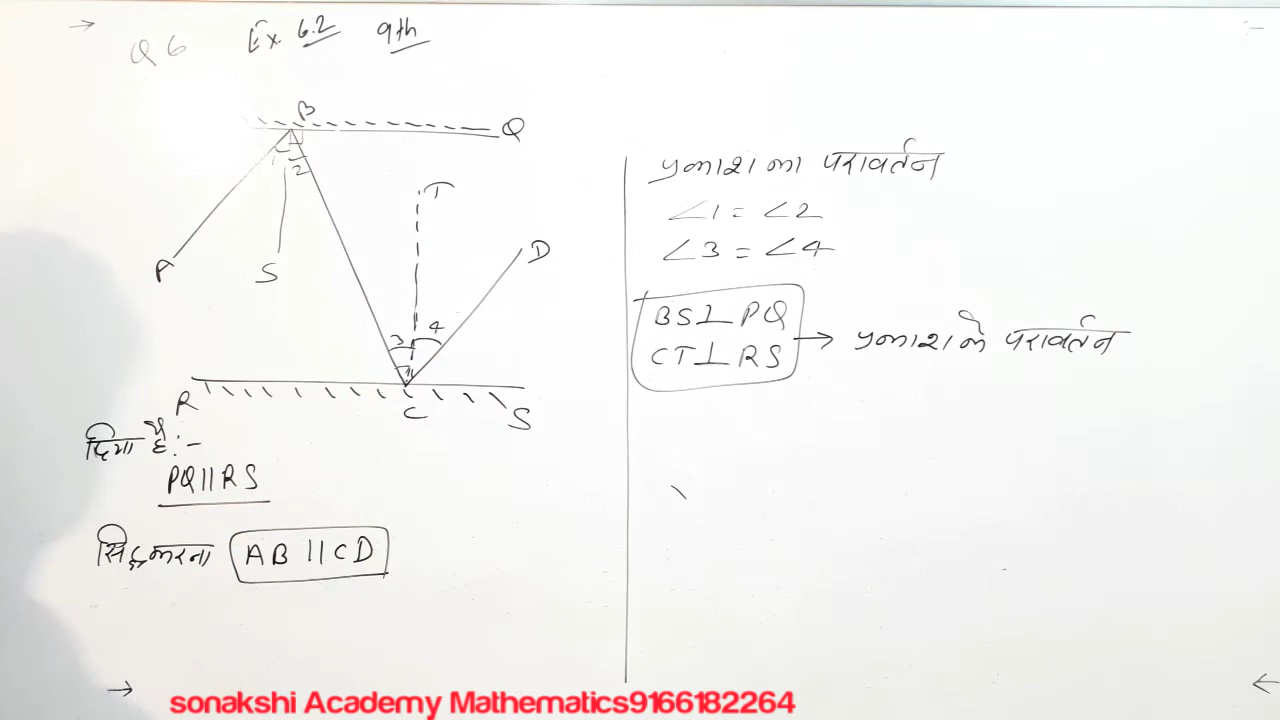 Q6 Ex. 6.2 9th
B
Q
1
2
T
P
S
D
3 4
R
C
S
दिया है :-
PQ || RS
सिद्ध करना AB || CD
प्रकाश का परावर्तन
∠1 = ∠2
∠3 = ∠4
BS ⊥ PQ
CT ⊥ RS → प्रकाश के परावर्तन
sonakshi Academy Mathematics9166182264